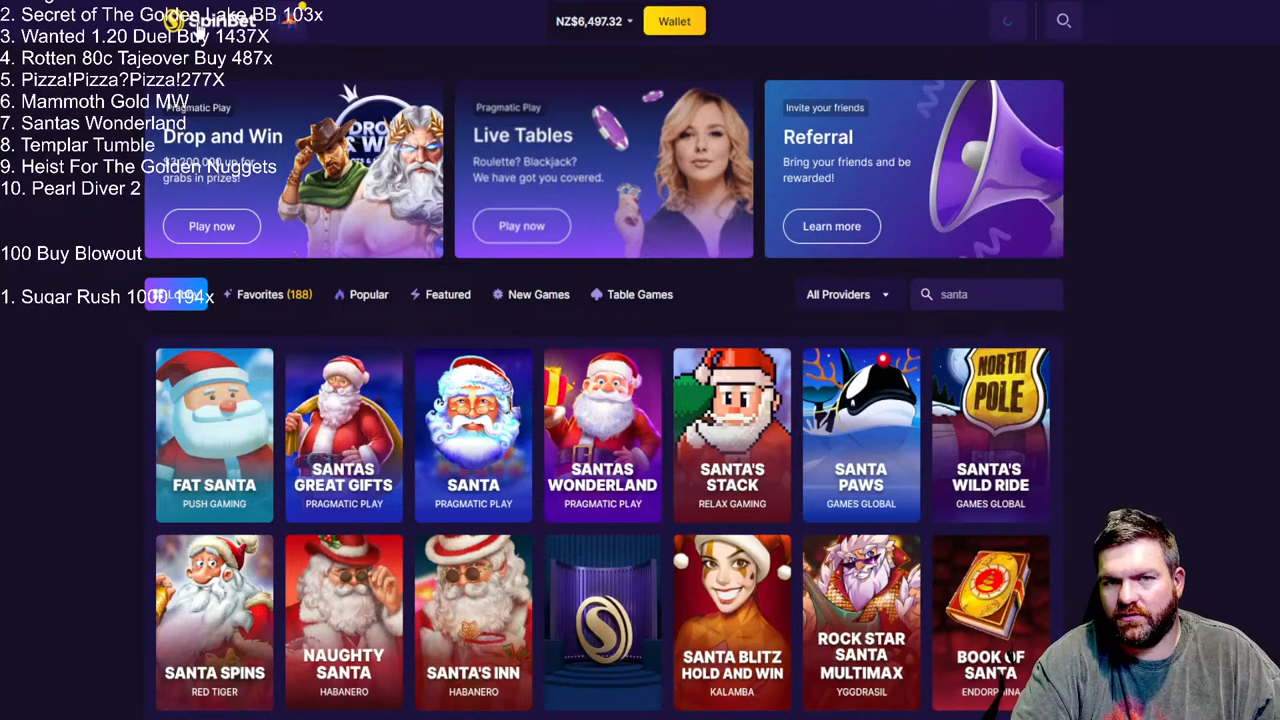 2. Secret of The Golden Lake BB 103x
SpinBet
NZ$6,497.32
Wallet
3. Wanted 1.20 Duel Buy 1437X
4. Rotten 80c Tajeover Buy 487x
5. Pizza!Pizza?Pizza!277X
6. Mammoth Gold MW
7. Santas Wonderland
8. Templar Tumble
9. Heist For The Golden Nuggets
10. Pearl Diver 2
100 Buy Blowout
1. Sugar Rush 1000 194x
Pragmatic Play
Drop and Win
grabs in prizes!
Play now
Pragmatic Play
Live Tables
Roulette? Blackjack?
We have got you covered.
Play now
Invite your friends
Referral
Bring your friends and be
rewarded!
Learn more
Favorites (188)
Popular
Featured
New Games
Table Games
All Providers
santa
FAT SANTA
PUSH GAMING
SANTAS
GREAT GIFTS
PRAGMATIC PLAY
SANTA
PRAGMATIC PLAY
SANTAS
WONDERLAND
PRAGMATIC PLAY
SANTA'S
STACK
RELAX GAMING
SANTA
PAWS
GAMES GLOBAL
NORTH
POLE
SANTA'S
WILD RIDE
GAMES GLOBAL
SANTA SPINS
RED TIGER
NAUGHTY
SANTA
HABANERO
SANTA'S INN
HABANERO
SANTA BLITZ
HOLD AND WIN
KALAMBA
ROCK STAR
SANTA
MULTIMAX
YGGDRASIL
BOOK OF
SANTA
ENDORPHINA